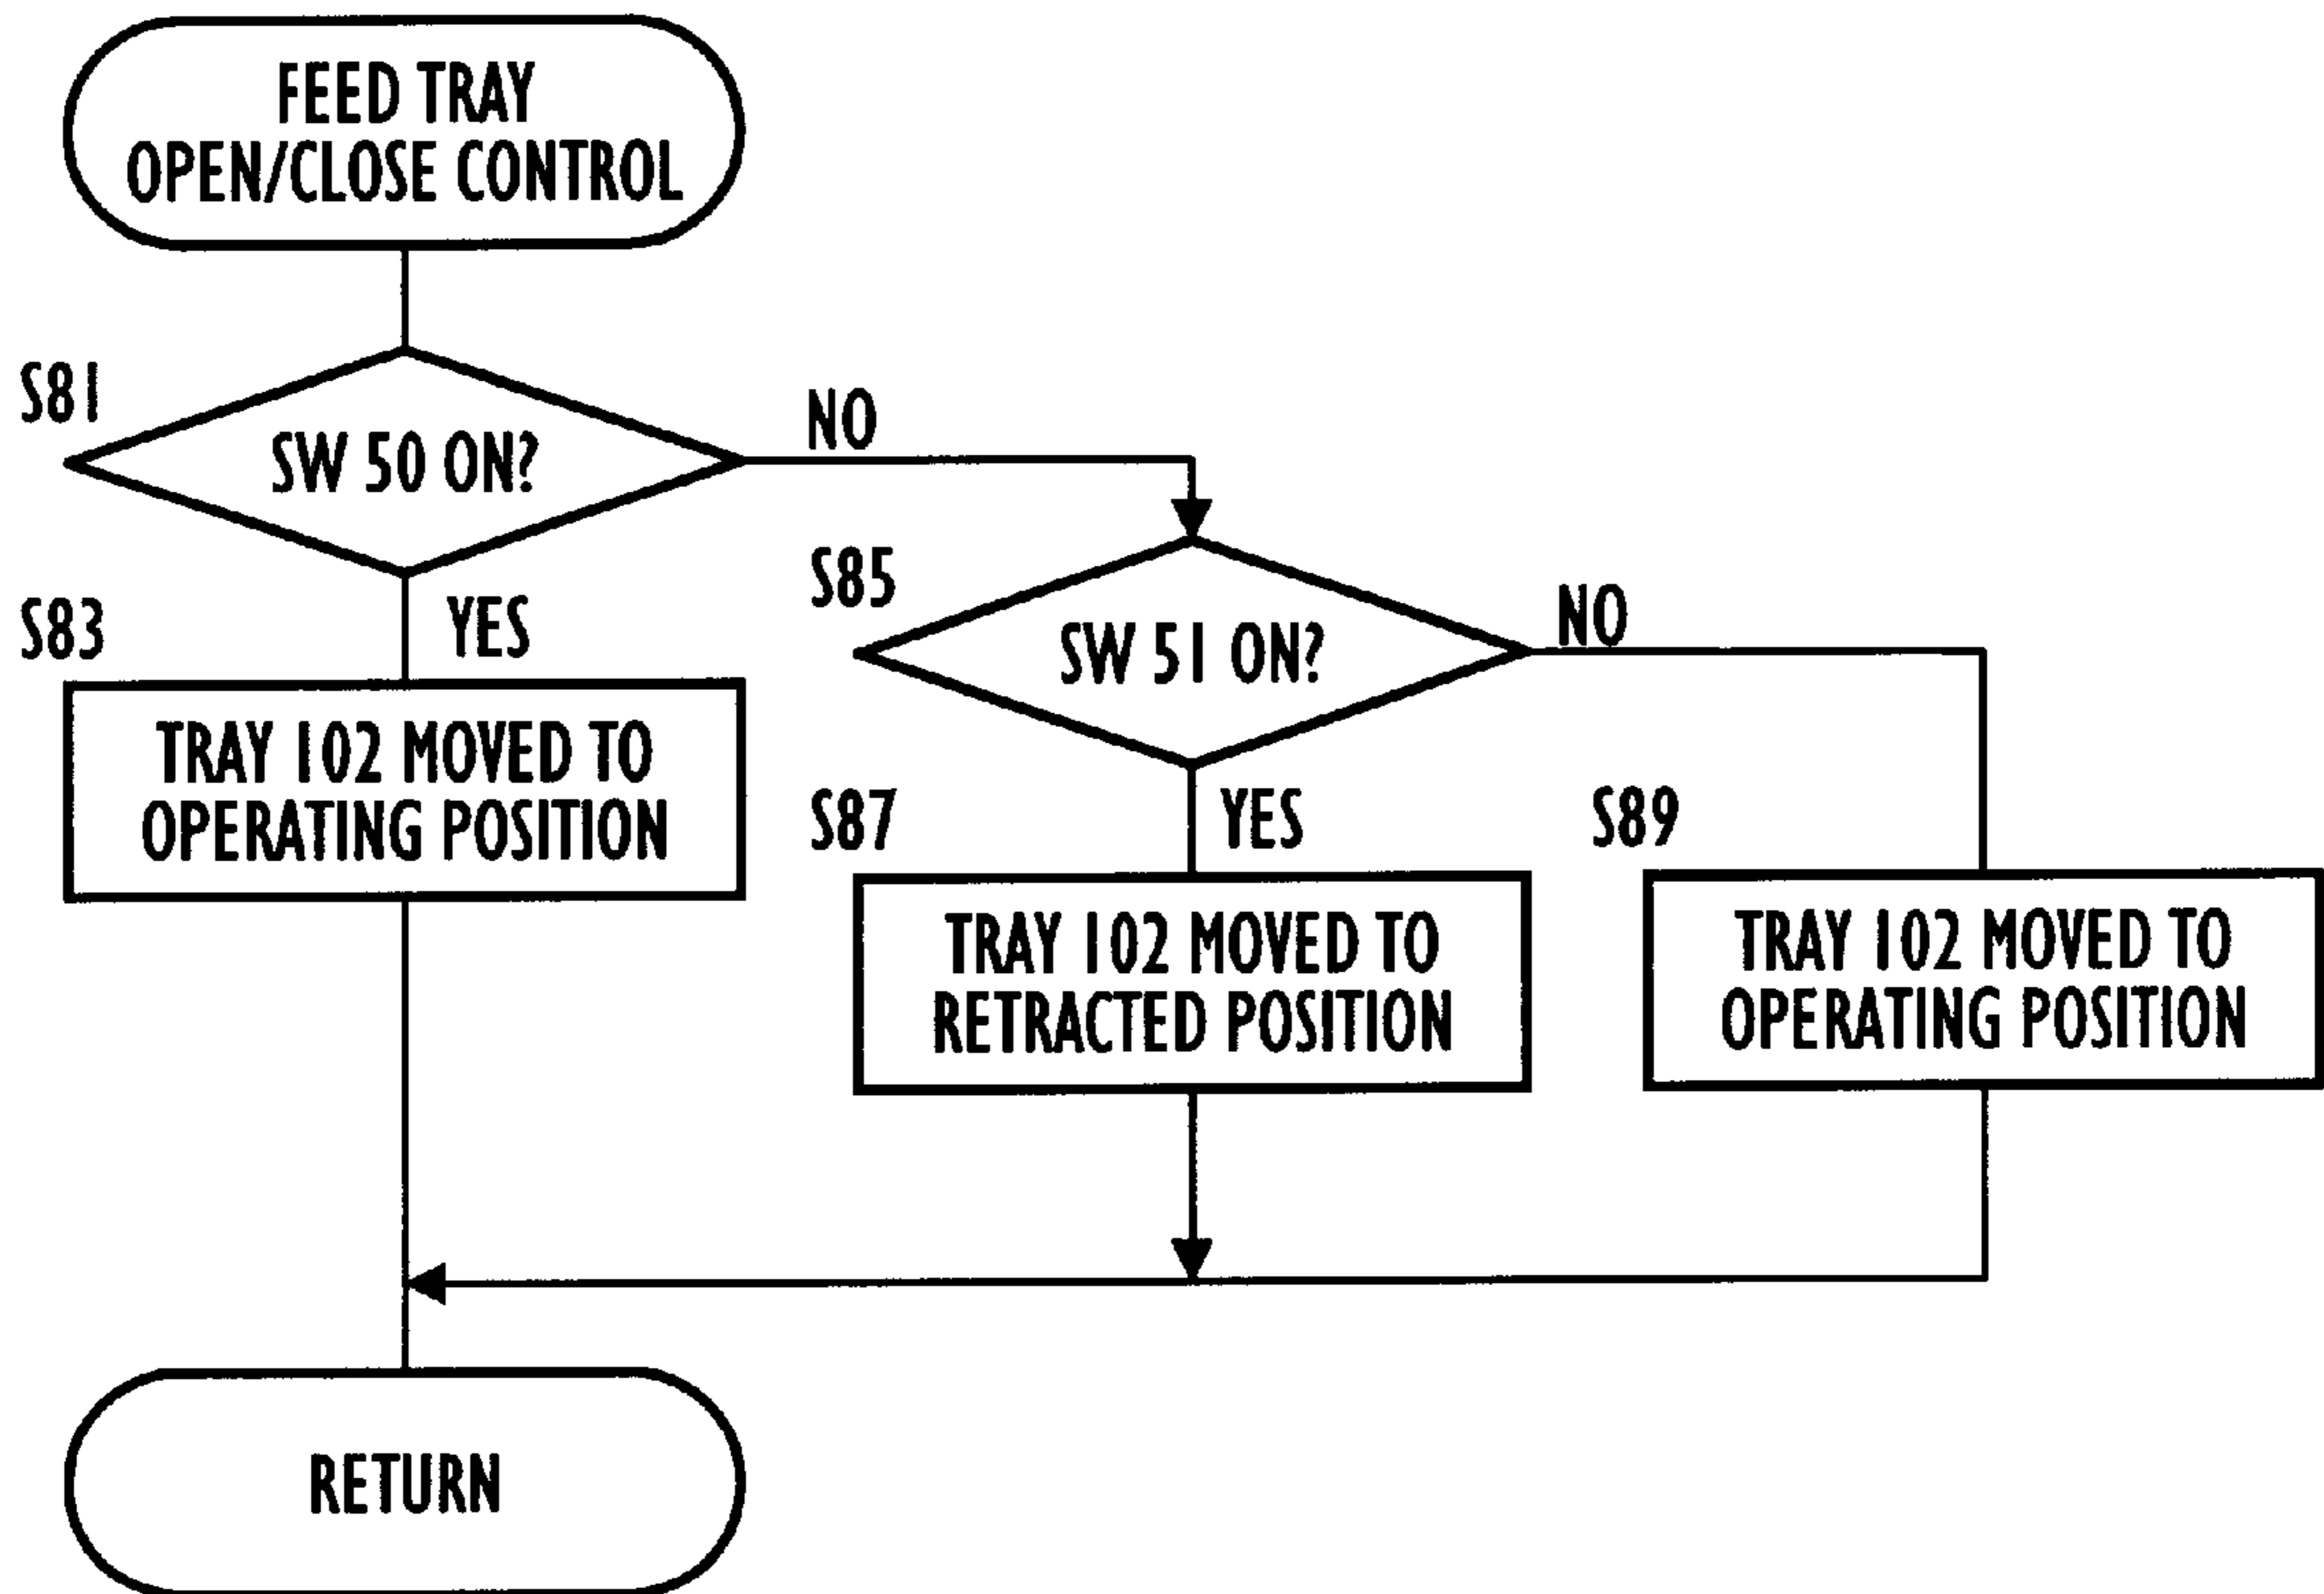 FEED TRAY
OPEN/CLOSE CONTROL
S81
SW 50 ON?
NO
YES
S83
TRAY 102 MOVED TO
OPERATING POSITION
S85
SW 51 ON?
NO
YES
S87
TRAY 102 MOVED TO
RETRACTED POSITION
S89
TRAY 102 MOVED TO
OPERATING POSITION
RETURN